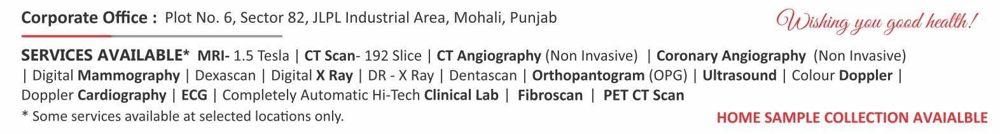 Corporate Office : Plot No. 6, Sector 82, JLPL Industrial Area, Mohali, Punjab
Wishing you good health!
SERVICES AVAILABLE* MRI- 1.5 Tesla | CT Scan- 192 Slice | CT Angiography (Non Invasive) | Coronary Angiography (Non Invasive)
| Digital Mammography | Dexascan | Digital X Ray | DR - X Ray | Dentascan | Orthopantogram (OPG) | Ultrasound | Colour Doppler |
Doppler Cardiography | ECG | Completely Automatic Hi-Tech Clinical Lab | Fibroscan | PET CT Scan
* Some services available at selected locations only.
HOME SAMPLE COLLECTION AVAIALBLE